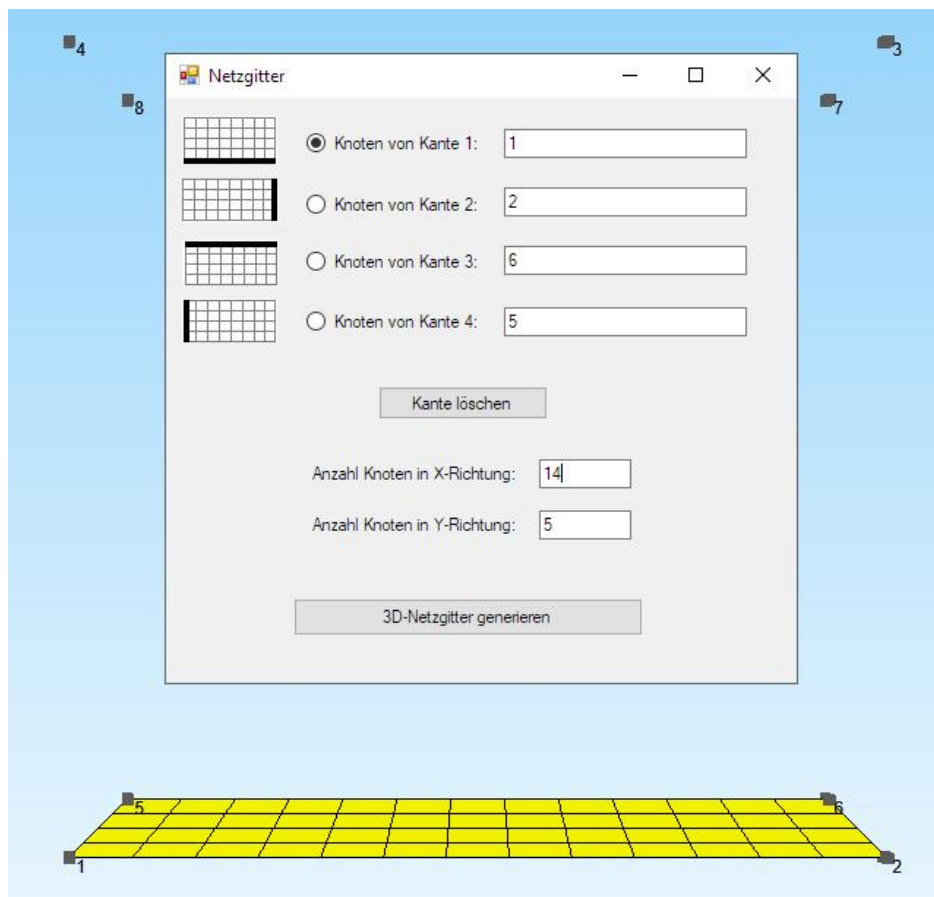 4
3
8
7
Netzgitter
Knoten von Kante 1: 1
Knoten von Kante 2: 2
Knoten von Kante 3: 6
Knoten von Kante 4: 5
Kante löschen
Anzahl Knoten in X-Richtung: 14
Anzahl Knoten in Y-Richtung: 5
3D-Netzgitter generieren
5
6
1
2